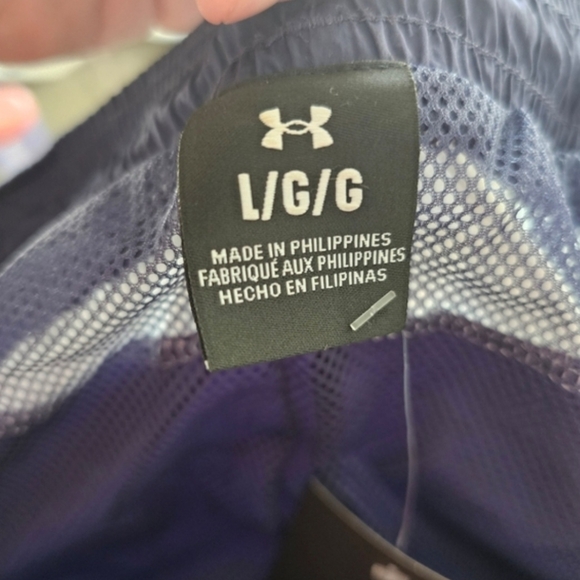 L/G/G
MADE IN PHILIPPINES
FABRIQUÉ AUX PHILIPPINES
HECHO EN FILIPINAS